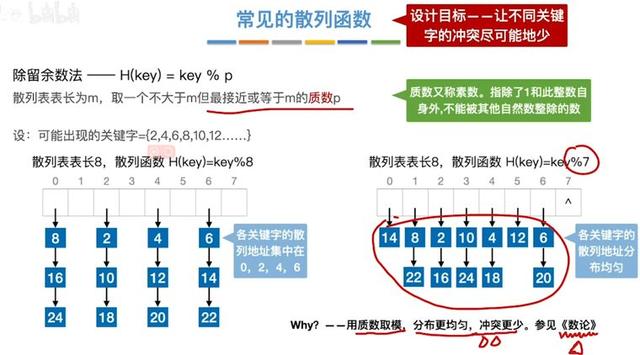 常见的散列函数
设计目标——让不同关键
字的冲突尽可能地少
除留余数法 —— H(key) = key % p
散列表表长为m，取一个不大于m但最接近或等于m的质数p
质数又称素数。指除了1和此整数自
身外,不能被其他自然数整除的数
设：可能出现的关键字={2,4,6,8,10,12……}
散列表表长8，散列函数 H(key)=key%8
0 1 2 3 4 5 6 7
8 2 4 6
16 10 12 14
24 18 20 22
各关键字的散
列地址集中在
0，2，4，6
散列表表长8，散列函数 H(key)=key%7
0 1 2 3 4 5 6 7
^
14 8 2 10 4 12 6
22 16 24 18 20
各关键字的
散列地址分
布均匀
Why？——用质数取模，分布更均匀，冲突更少。参见《数论》